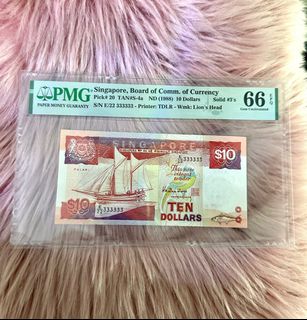 PMG
PAPER MONEY GUARANTY
Singapore, Board of Comm. of Currency
Pick# 20 TAN#S-4a ND (1988) 10 Dollars Solid #3's
S/N E/22 333333 - Printer: TDLR - Wmk: Lion's Head
66 EPQ
Gem Uncirculated
SINGAPORE
PALARI
E/22 333333
$10
$10
E/22 333333
TEN
DOLLARS